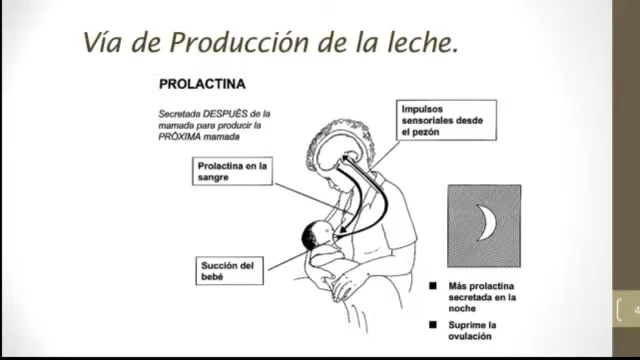 Vía de Producción de la leche.
PROLACTINA
Secretada DESPUÉS de la
mamada para producir la
PRÓXIMA mamada
Impulsos
sensoriales desde
el pezón
Prolactina en la
sangre
Succión del
bebé
Más prolactina
secretada en la
noche
Suprime la
ovulación
4